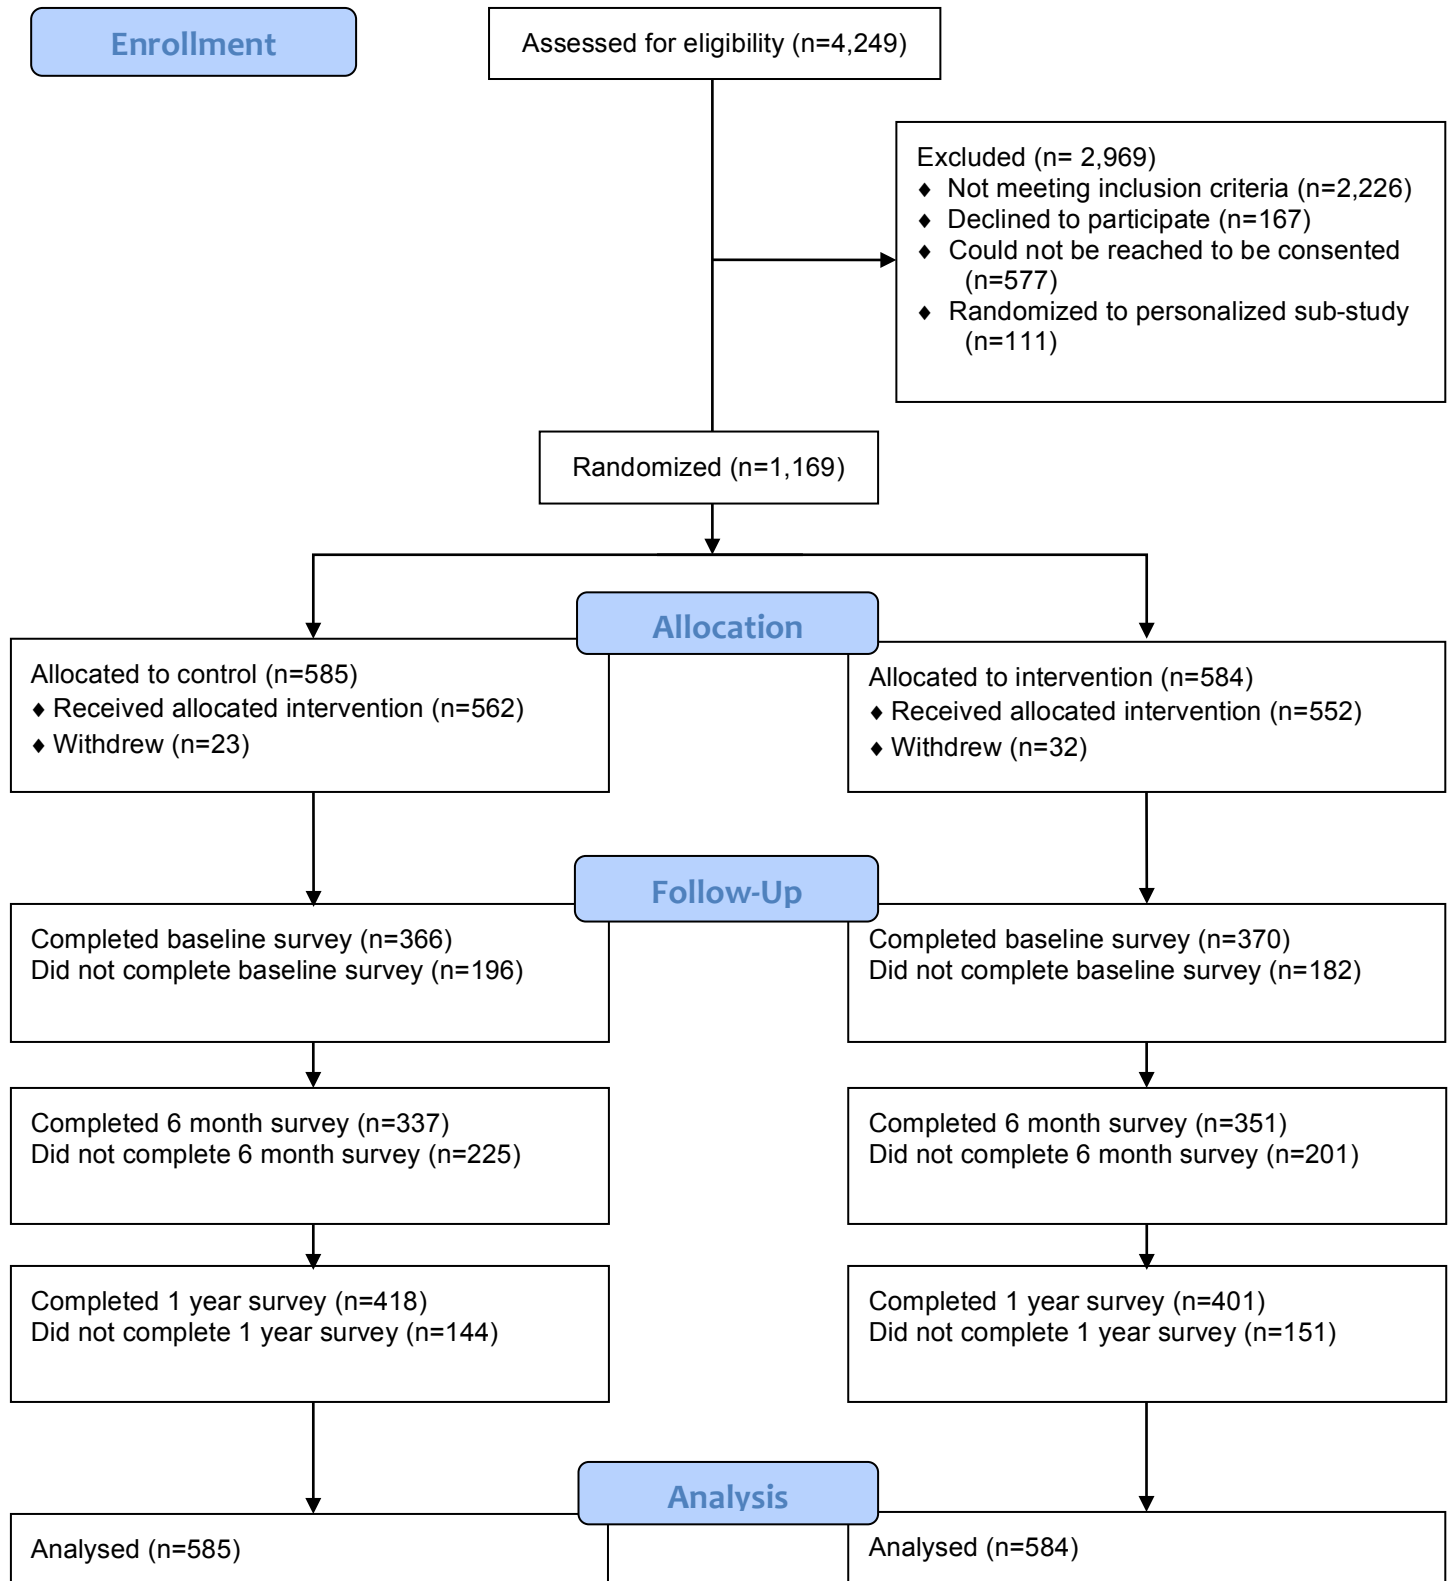 Enrollment
Assessed for eligibility (n=4,249)
Excluded (n= 2,969)
♦ Not meeting inclusion criteria (n=2,226)
♦ Declined to participate (n=167)
♦ Could not be reached to be consented
(n=577)
♦ Randomized to personalized sub-study
(n=111)
Randomized (n=1,169)
Allocation
Allocated to control (n=585)
♦ Received allocated intervention (n=562)
♦ Withdrew (n=23)
Allocated to intervention (n=584)
♦ Received allocated intervention (n=552)
♦ Withdrew (n=32)
Follow-Up
Completed baseline survey (n=366)
Did not complete baseline survey (n=196)
Completed baseline survey (n=370)
Did not complete baseline survey (n=182)
Completed 6 month survey (n=337)
Did not complete 6 month survey (n=225)
Completed 6 month survey (n=351)
Did not complete 6 month survey (n=201)
Completed 1 year survey (n=418)
Did not complete 1 year survey (n=144)
Completed 1 year survey (n=401)
Did not complete 1 year survey (n=151)
Analysis
Analysed (n=585)
Analysed (n=584)